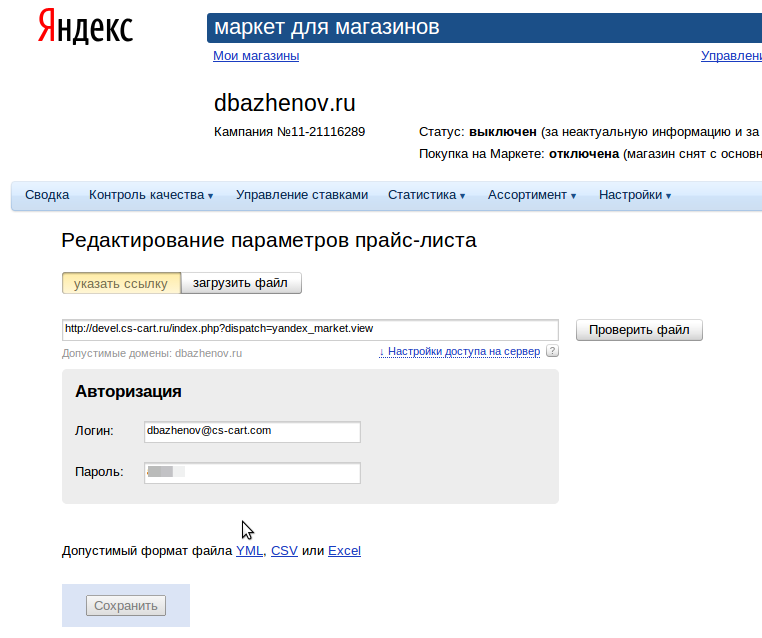 Яндекс
маркет для магазинов
Мои магазины
dbazhenov.ru
Кампания №11-21116289
Статус: выключен (за неактуальную информацию и за
Покупка на Маркете: отключена (магазин снят с основн
Сводка Контроль качества Управление ставками Статистика Ассортимент Настройки
Редактирование параметров прайс-листа
указать ссылку загрузить файл
http://devel.cs-cart.ru/index.php?dispatch=yandex_market.view Проверить файл
Допустимые домены: dbazhenov.ru ↓ Настройки доступа на сервер ?
Авторизация
Логин: dbazhenov@cs-cart.com
Пароль:
Допустимый формат файла YML, CSV или Excel
Сохранить